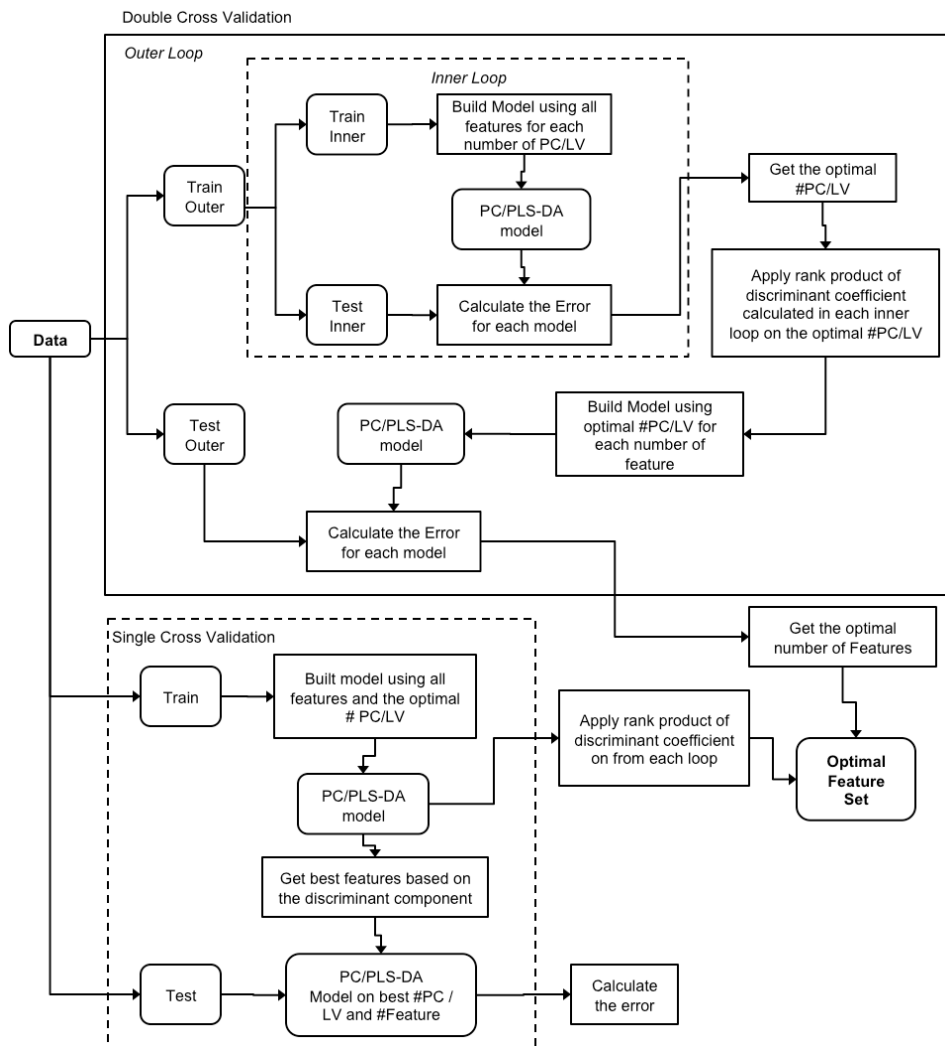 Double Cross Validation
Outer Loop
Inner Loop
Train
Inner
Build Model using all
features for each
number of PC/LV
Train
Outer
Get the optimal
#PC/LV
PC/PLS-DA
model
Test
Inner
Calculate the Error
for each model
Apply rank product of
discriminant coefficient
calculated in each inner
loop on the optimal #PC/LV
Data
Test
Outer
PC/PLS-DA
model
Build Model using
optimal #PC/LV for
each number of
feature
Calculate the Error
for each model
Single Cross Validation
Get the optimal
number of Features
Train
Built model using all
features and the optimal
# PC/LV
Apply rank product of
discriminant coefficient
on from each loop
Optimal
Feature
Set
PC/PLS-DA
model
Get best features based on
the discriminant component
Test
PC/PLS-DA
Model on best #PC /
LV and #Feature
Calculate
the error